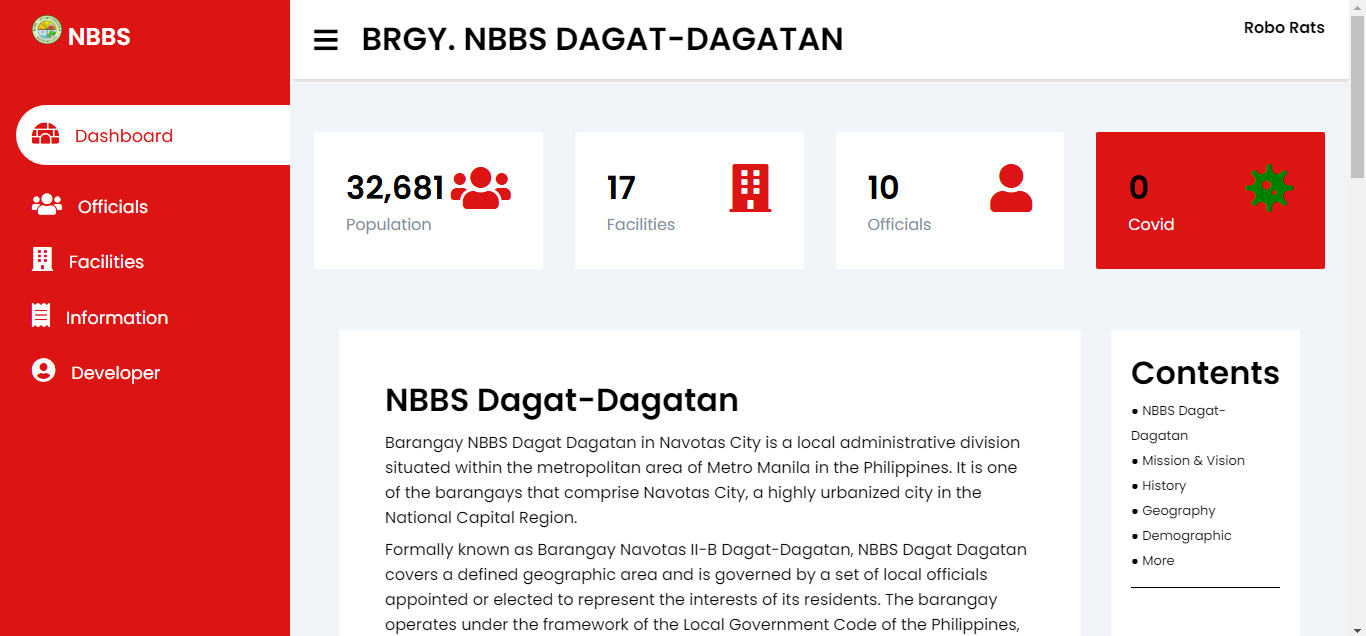 NBBS
Dashboard
Officials
Facilities
Information
Developer
BRGY. NBBS DAGAT-DAGATAN
Robo Rats
32,681
Population
17
Facilities
10
Officials
0
Covid
NBBS Dagat-Dagatan
Barangay NBBS Dagat Dagatan in Navotas City is a local administrative division
situated within the metropolitan area of Metro Manila in the Philippines. It is one
of the barangays that comprise Navotas City, a highly urbanized city in the
National Capital Region.
Formally known as Barangay Navotas II-B Dagat-Dagatan, NBBS Dagat Dagatan
covers a defined geographic area and is governed by a set of local officials
appointed or elected to represent the interests of its residents. The barangay
operates under the framework of the Local Government Code of the Philippines,
Contents
• NBBS Dagat-
Dagatan
• Mission & Vision
• History
• Geography
• Demographic
• More